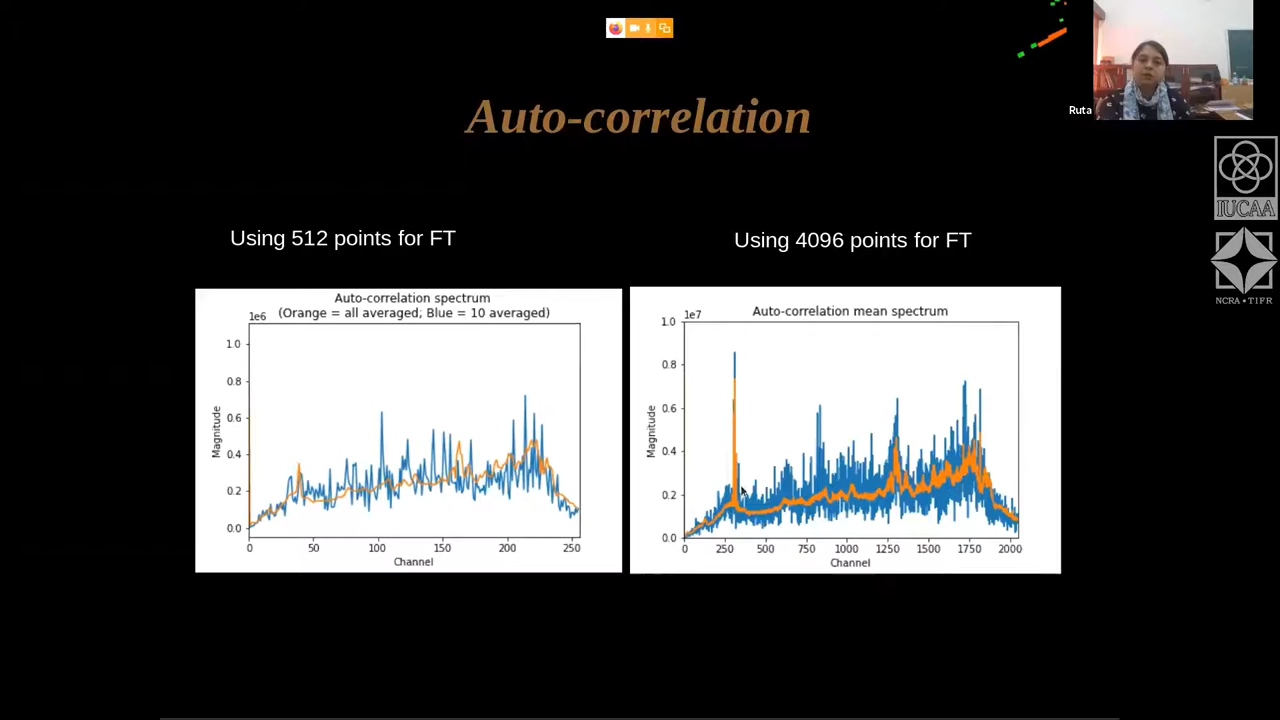 Auto-correlation
Ruta
IUCAA
NCRA • TIFR
Using 512 points for FT
Using 4096 points for FT
Auto-correlation spectrum
(Orange = all averaged; Blue = 10 averaged)
1e6
1.0
0.8
0.6
0.4
0.2
0.0
Magnitude
0 50 100 150 200 250
Channel
Auto-correlation mean spectrum
1e7
1.0
0.8
0.6
0.4
0.2
0.0
Magnitude
0 250 500 750 1000 1250 1500 1750 2000
Channel